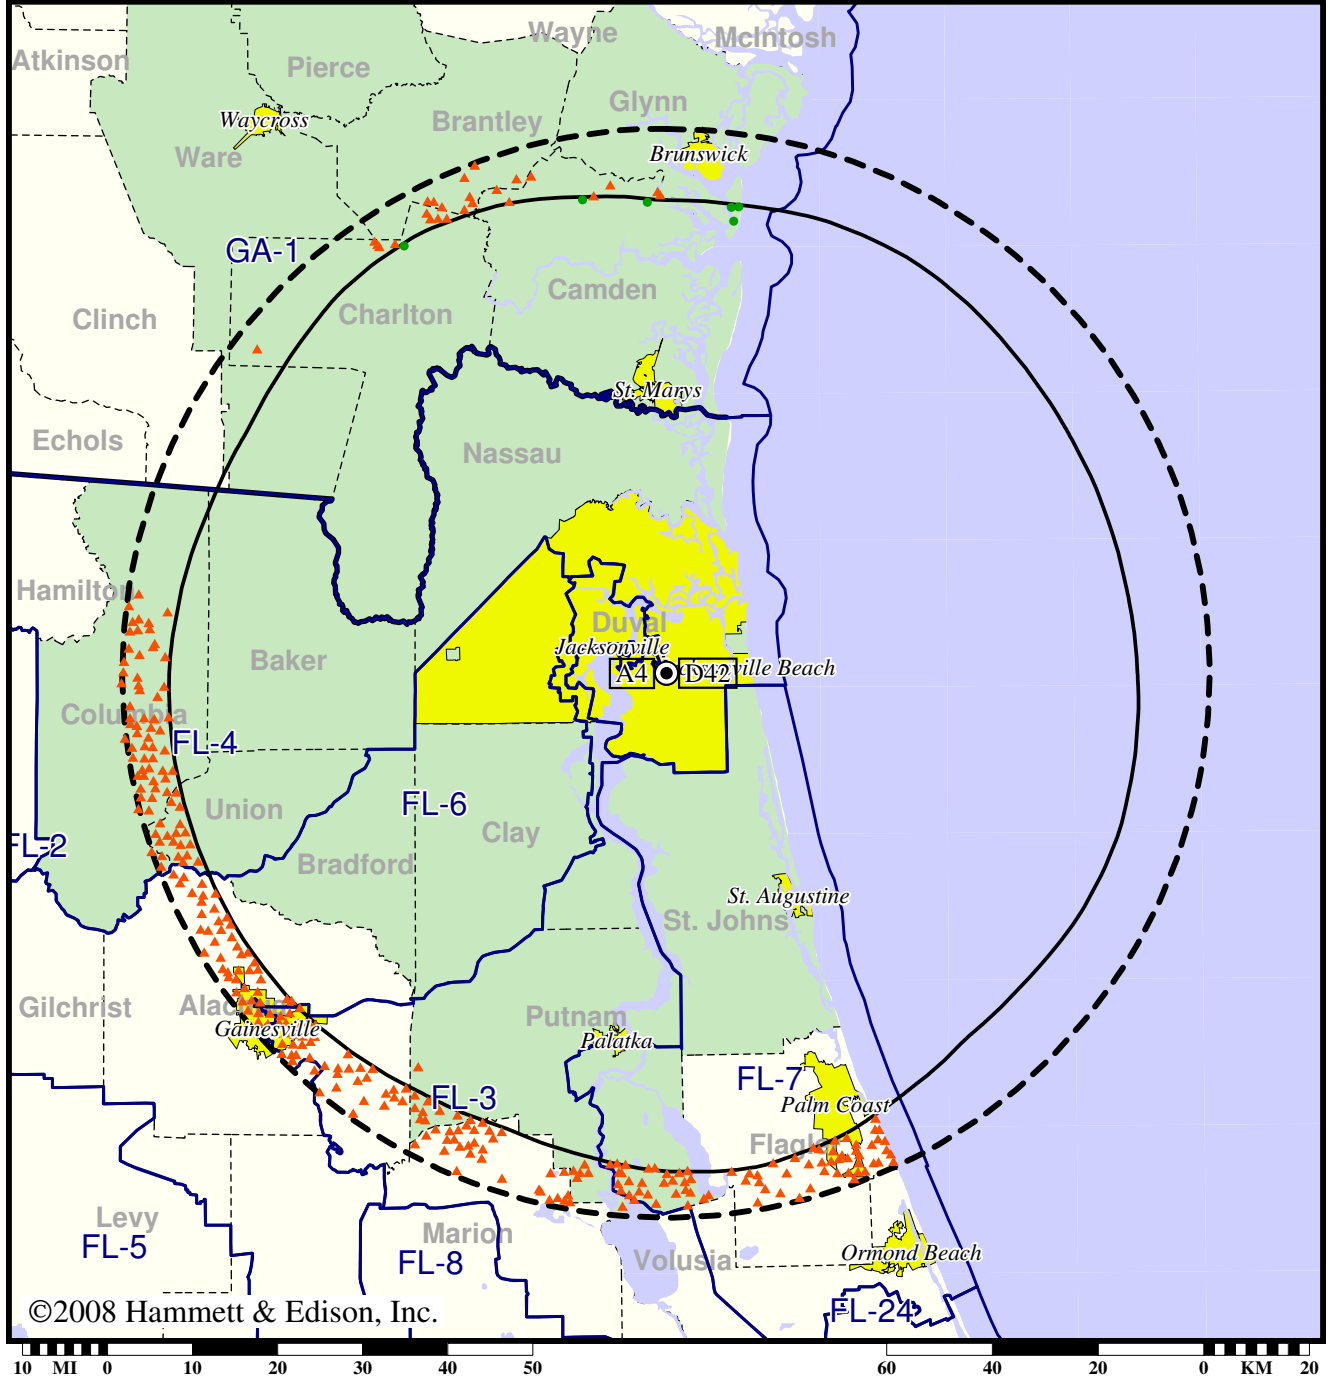 Wayne
McIntosh
Atkinson
Pierce
Glynn
Brantley
Waycross
Ware
Brunswick
GA-1
Camden
Charlton
Clinch
St. Marys
Echols
Nassau
Hamilton
Duval
Jacksonville
Baker
A4
D42
ville Beach
Columbia
FL-4
FL-6
Union
Clay
FL-2
Bradford
St. Augustine
St. Johns
Gilchrist
Putnam
Gainesville
Palatka
FL-7
FL-3
Palm Coast
Flagler
Levy
Marion
FL-5
Ormond Beach
FL-8
Volusia
©2008 Hammett & Edison, Inc.
FL-24
10 MI 0 10 20 30 40 50 60 40 20 0 KM 20